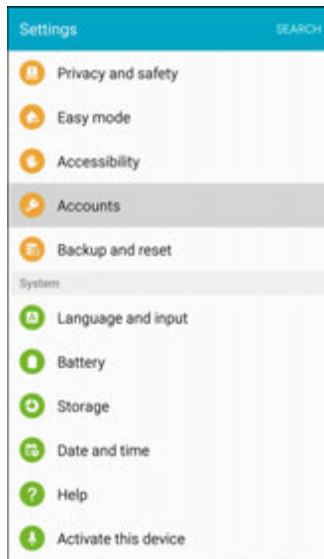 Settings SEARCH
Privacy and safety
Easy mode
Accessibility
Accounts
Backup and reset
System
Language and input
Battery
Storage
Date and time
Help
Activate this device